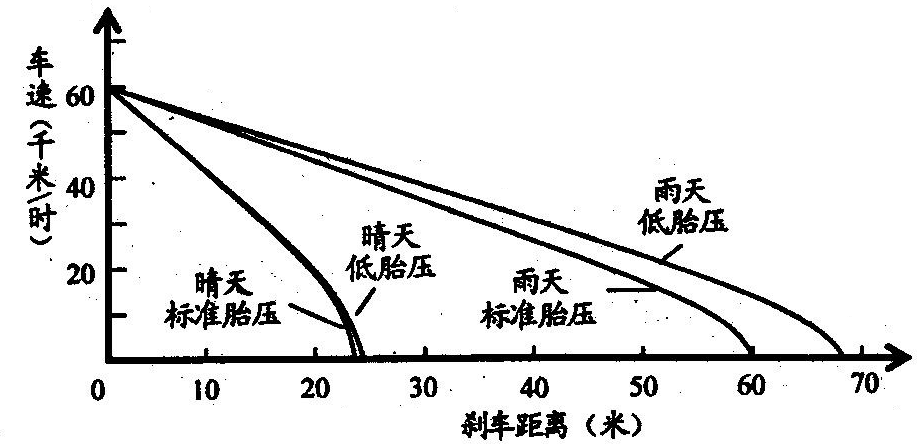 车速（千米/时）
60
40
20
0
10
20
30
40
50
60
70
刹车距离（米）
晴天
标准胎压
晴天
低胎压
雨天
标准胎压
雨天
低胎压